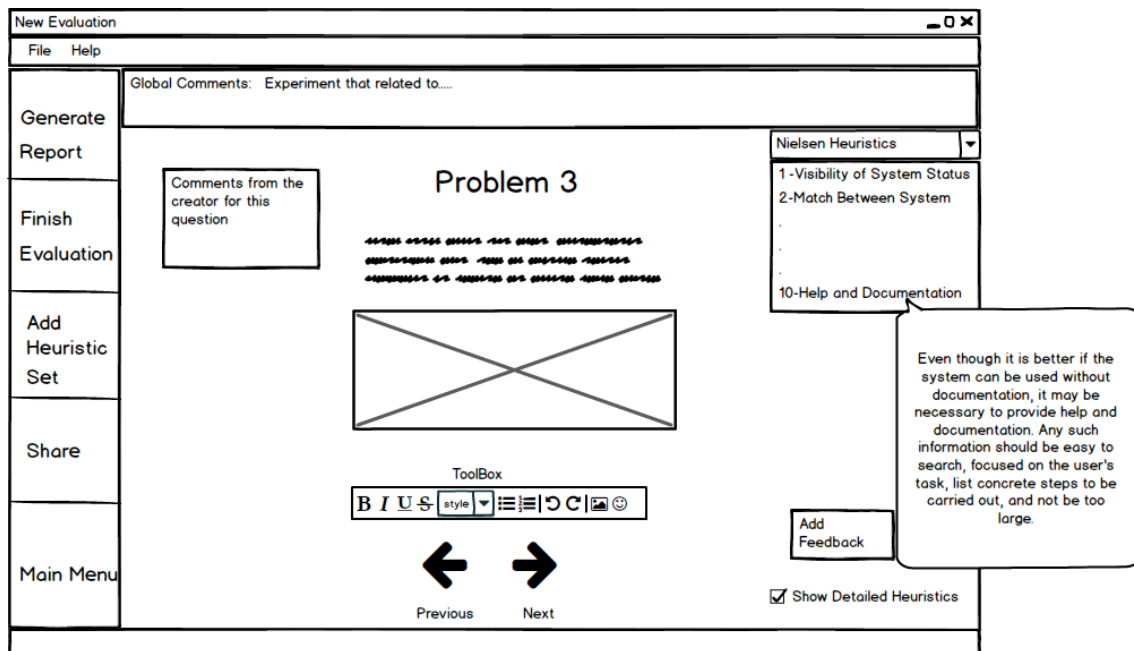 New Evaluation
File Help
Global Comments: Experiment that related to.....
Generate
Report
Finish
Evaluation
Add
Heuristic
Set
Share
Main Menu
Comments from the
creator for this
question
Problem 3
ToolBox
B I U S style
Previous Next
Nielsen Heuristics
1 -Visibility of System Status
2-Match Between System
.
.
.
10-Help and Documentation
Even though it is better if the
system can be used without
documentation, it may be
necessary to provide help and
documentation. Any such
information should be easy to
search, focused on the user's
task, list concrete steps to be
carried out, and not be too
large.
Add
Feedback
Show Detailed Heuristics